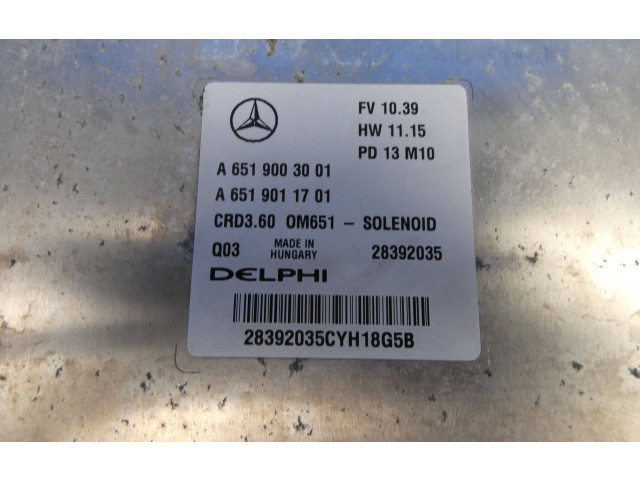 FV 10.39
HW 11.15
PD 13 M10
A 651 900 30 01
A 651 901 17 01
CRD3.60 OM651 – SOLENOID
Q03 MADE IN HUNGARY 28392035
DELPHI
28392035CYH18G5B